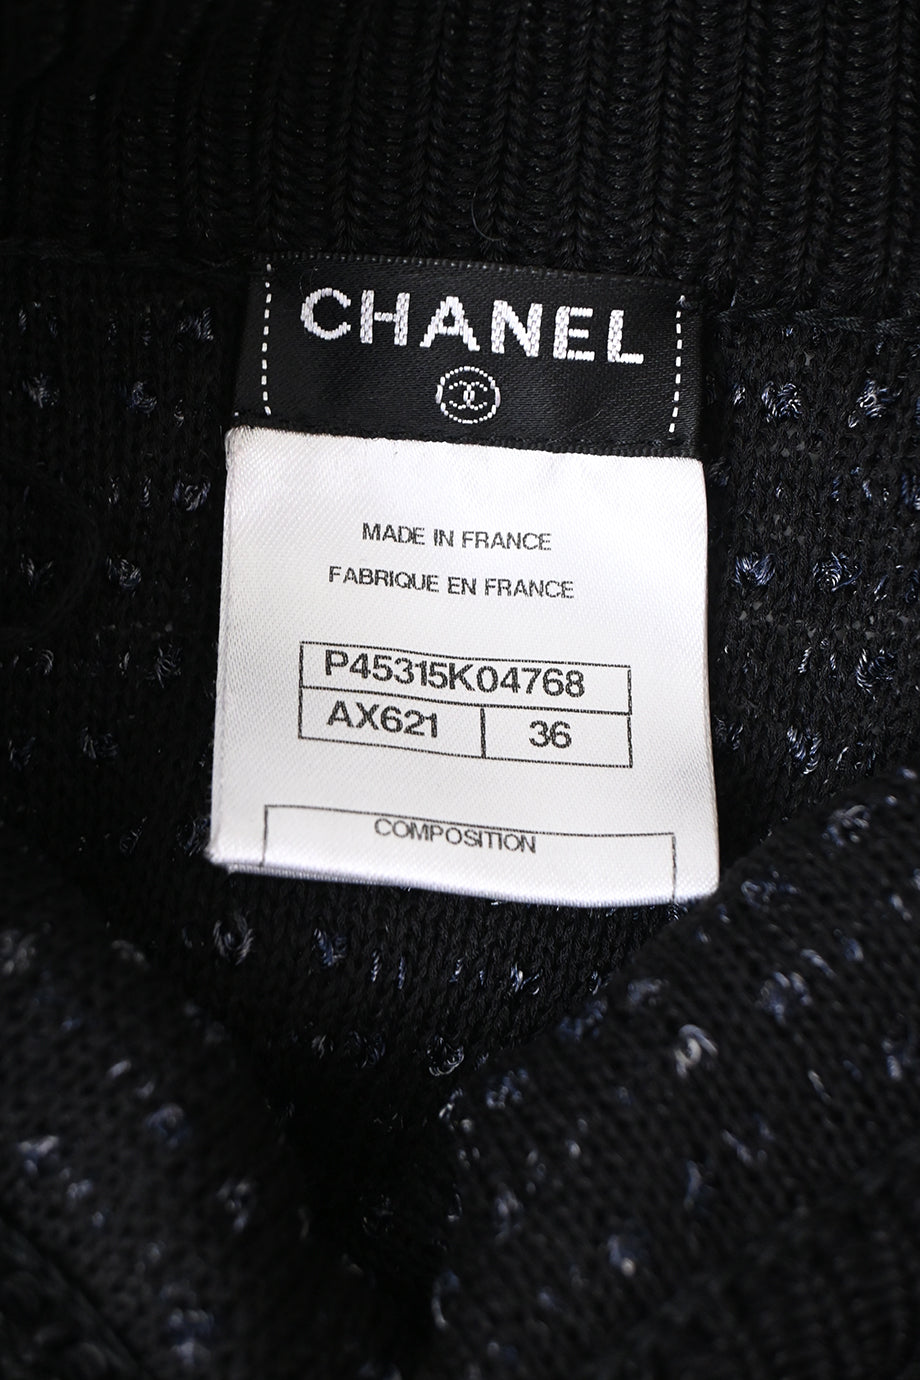 CHANEL
MADE IN FRANCE
FABRIQUE EN FRANCE
P45315K04768
AX621 36
COMPOSITION